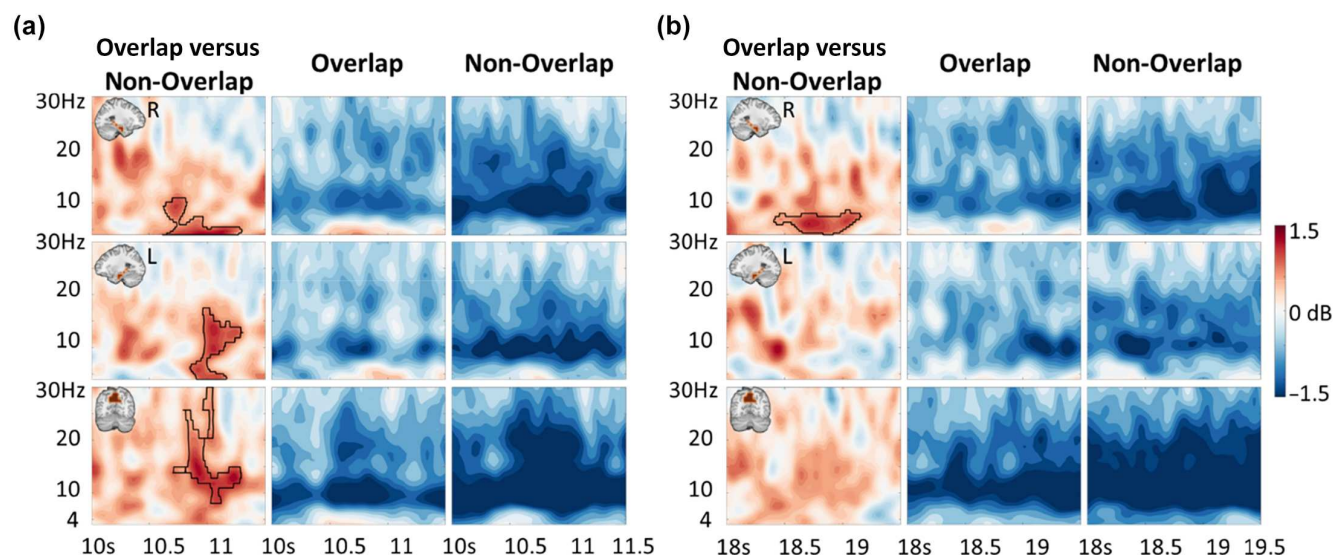 (a)
Overlap versus
Non-Overlap
Overlap
Non-Overlap
30Hz
R
20
10
L
20
10
30Hz
20
10
4
10s 10.5 11 10s 10.5 11 10s 10.5 11 11.5
(b)
Overlap versus
Non-Overlap
Overlap
Non-Overlap
30Hz
R
20
10
30Hz
L
20
10
30Hz
20
10
4
18s 18.5 19 18s 18.5 19 18s 18.5 19 19.5
1.5
0 dB
−1.5